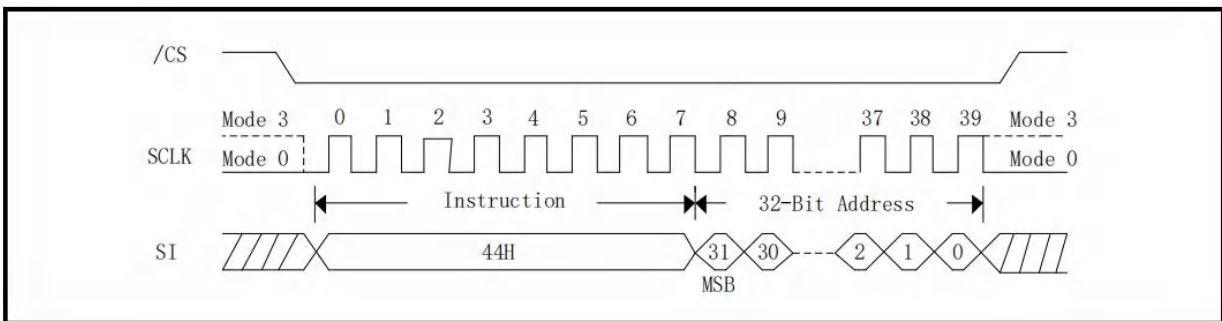 /CS
Mode 3 0 1 2 3 4 5 6 7 8 9 37 38 39 Mode 3
SCLK Mode 0 Mode 0
Instruction 32-Bit Address
SI 44H 31 30 2 1 0
MSB